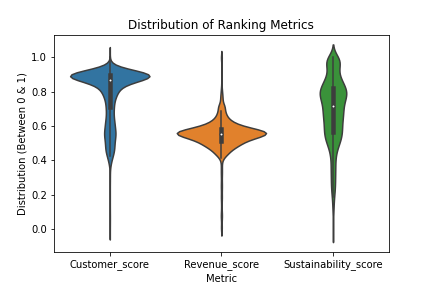 Distribution of Ranking Metrics
Distribution (Between 0 & 1)
1.0
0.8
0.6
0.4
0.2
0.0
Customer_score Revenue_score Sustainability_score
Metric